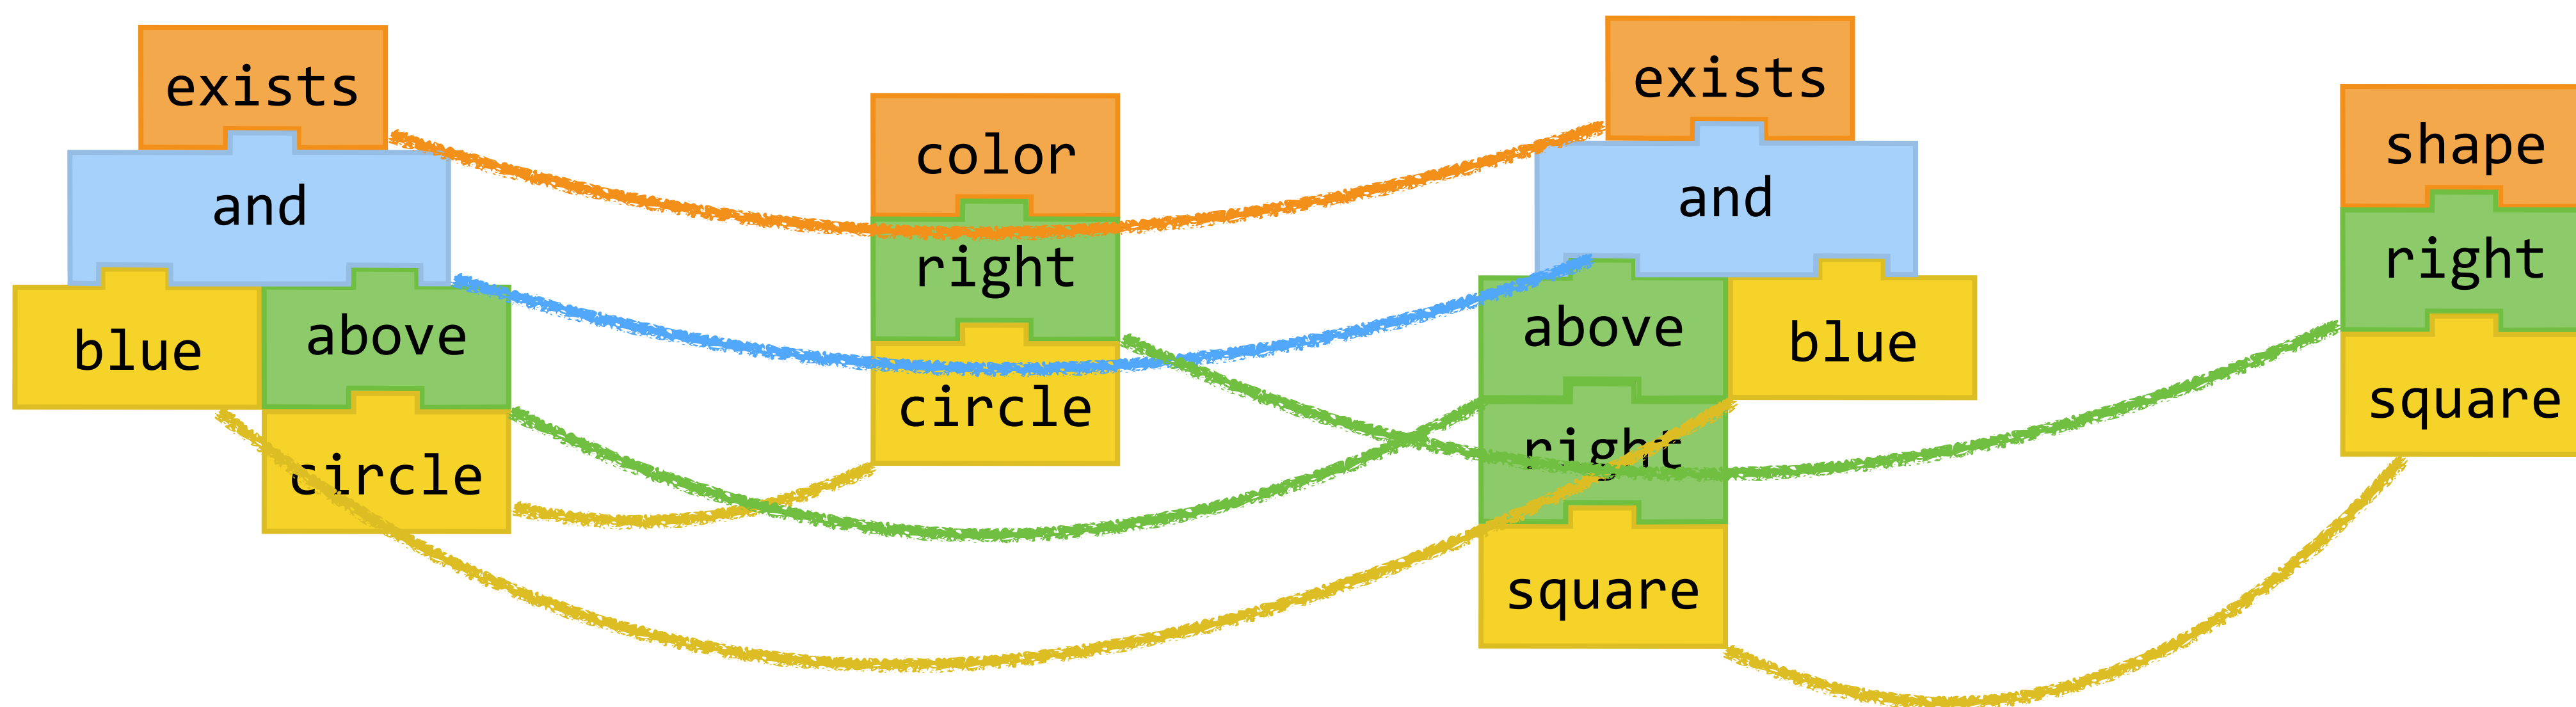 exists
and
blue
above
circle
color
right
circle
exists
and
above
blue
right
square
shape
right
square